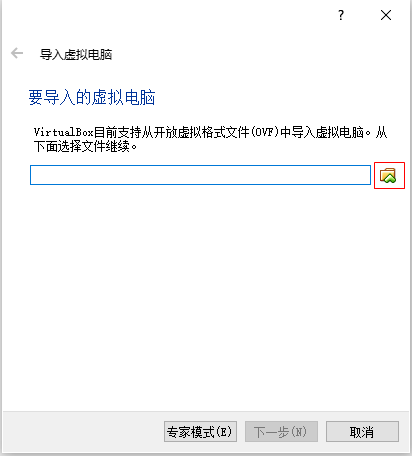 ?
导入虚拟电脑
要导入的虚拟电脑
VirtualBox目前支持从开放虚拟格式文件(OVF)中导入虚拟电脑。从
下面选择文件继续。
专家模式(E) 下一步(N) 取消